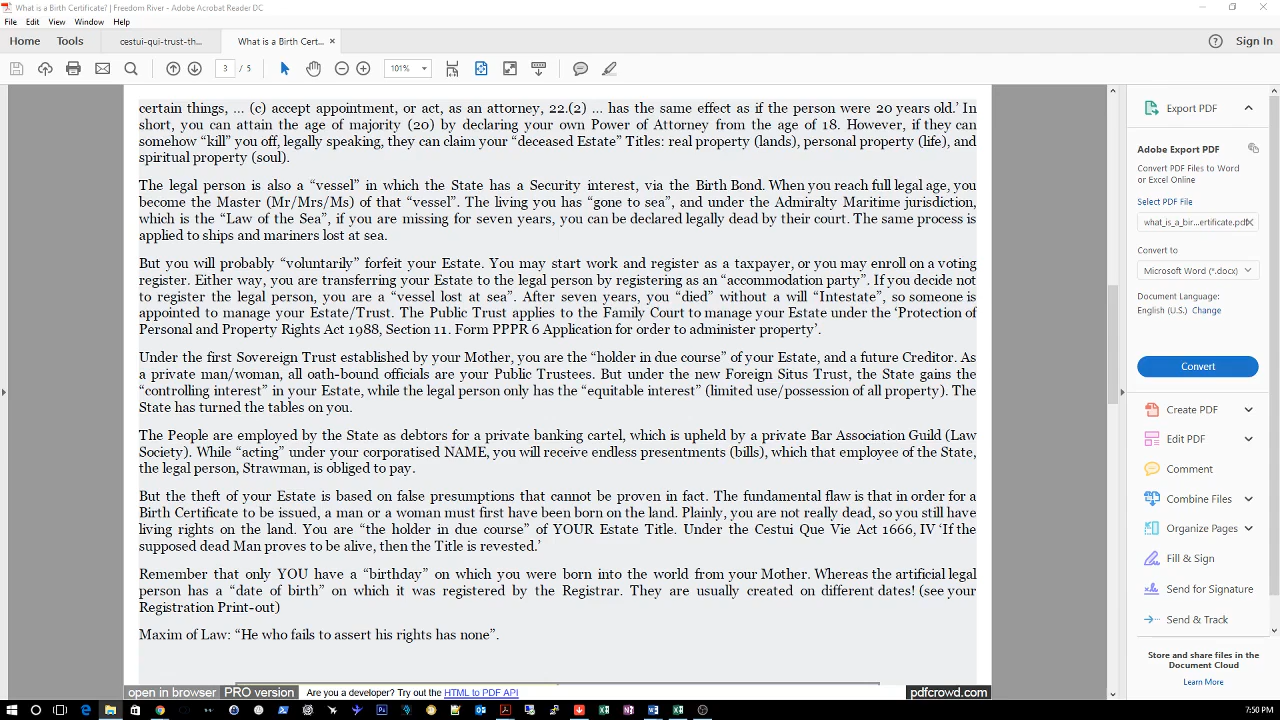 What is a Birth Certificate? | Freedom River - Adobe Acrobat Reader DC
File Edit View Window Help
Home Tools cestui-qui-trust-th... What is a Birth Cert... × Sign In
3 / 5 101%
certain things, ... (c) accept appointment, or act, as an attorney, 22.(2) ... has the same effect as if the person were 20 years old.' In
short, you can attain the age of majority (20) by declaring your own Power of Attorney from the age of 18. However, if they can
somehow “kill” you off, legally speaking, they can claim your “deceased Estate” Titles: real property (lands), personal property (life), and
spiritual property (soul).
The legal person is also a “vessel” in which the State has a Security interest, via the Birth Bond. When you reach full legal age, you
become the Master (Mr/Mrs/Ms) of that “vessel”. The living you has “gone to sea”, and under the Admiralty Maritime jurisdiction,
which is the “Law of the Sea”, if you are missing for seven years, you can be declared legally dead by their court. The same process is
applied to ships and mariners lost at sea.
But you will probably “voluntarily” forfeit your Estate. You may start work and register as a taxpayer, or you may enroll on a voting
register. Either way, you are transferring your Estate to the legal person by registering as an “accommodation party”. If you decide not
to register the legal person, you are a “vessel lost at sea”. After seven years, you “died” without a will “Intestate”, so someone is
appointed to manage your Estate/Trust. The Public Trust applies to the Family Court to manage your Estate under the ‘Protection of
Personal and Property Rights Act 1988, Section 11. Form PPPR 6 Application for order to administer property’.
Under the first Sovereign Trust established by your Mother, you are the “holder in due course” of your Estate, and a future Creditor. As
a private man/woman, all oath-bound officials are your Public Trustees. But under the new Foreign Situs Trust, the State gains the
“controlling interest” in your Estate, while the legal person only has the “equitable interest” (limited use/possession of all property). The
State has turned the tables on you.
The People are employed by the State as debtors for a private banking cartel, which is upheld by a private Bar Association Guild (Law
Society). While “acting” under your corporatised NAME, you will receive endless presentments (bills), which that employee of the State,
the legal person, Strawman, is obliged to pay.
But the theft of your Estate is based on false presumptions that cannot be proven in fact. The fundamental flaw is that in order for a
Birth Certificate to be issued, a man or a woman must first have been born on the land. Plainly, you are not really dead, so you still have
living rights on the land. You are “the holder in due course” of YOUR Estate Title. Under the Cestui Que Vie Act 1666, IV ‘If the
supposed dead Man proves to be alive, then the Title is revested.’
Remember that only YOU have a “birthday” on which you were born into the world from your Mother. Whereas the artificial legal
person has a “date of birth” on which it was registered by the Registrar. They are usually created on different dates! (see your
Registration Print-out)
Maxim of Law: “He who fails to assert his rights has none”.
open in browser PRO version Are you a developer? Try out the HTML to PDF API pdfcrowd.com
Export PDF
Adobe Export PDF
Convert PDF Files to Word
or Excel Online
Select PDF File
what_is_a_bir...ertificate.pdf
Convert to
Microsoft Word (*.docx)
Document Language:
English (U.S.) Change
Convert
Create PDF
Edit PDF
Comment
Combine Files
Organize Pages
Fill & Sign
Send for Signature
Send & Track
Store and share files in the
Document Cloud
Learn More
7:50 PM